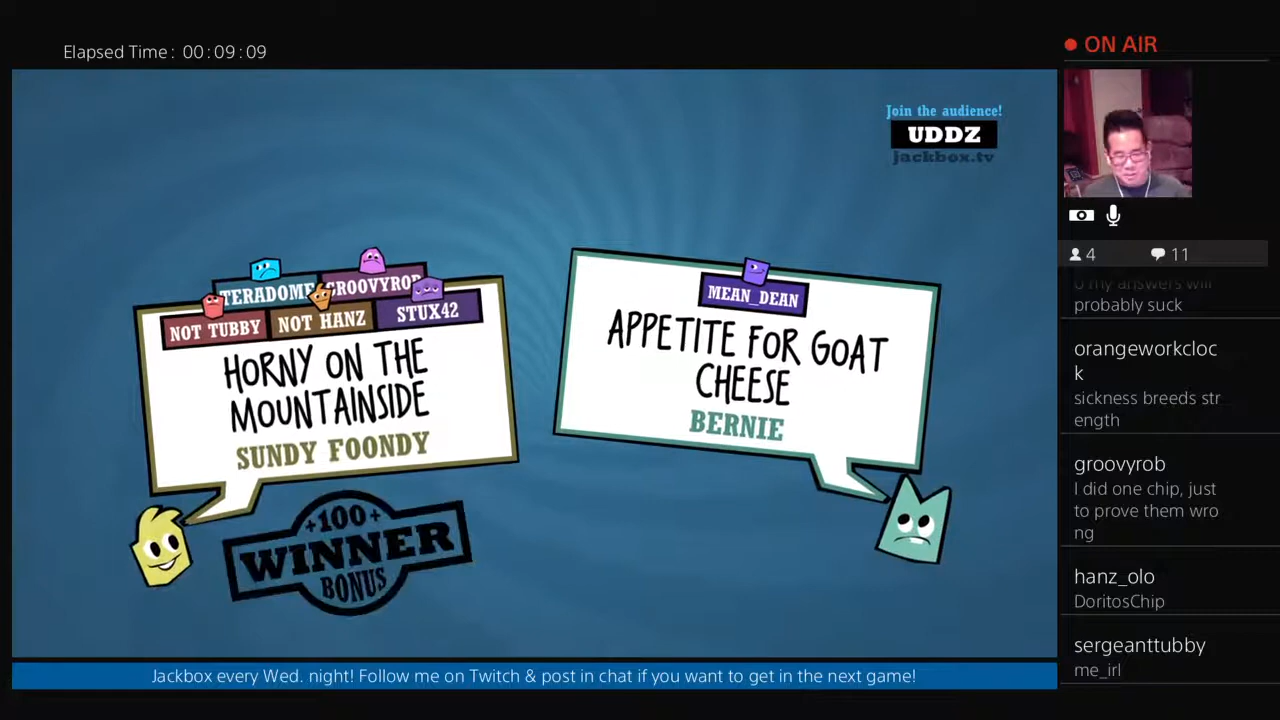 Elapsed Time: 00:09:09
ON AIR
Join the audience!
UDDZ
jackbox.tv
TERADOME
GROOVYROB
NOT TUBBY
NOT HANZ
STUX42
HORNY ON THE
MOUNTAINSIDE
SUNDY FOONDY
+100+
WINNER
BONUS
MEAN_DEAN
APPETITE FOR GOAT
CHEESE
BERNIE
4
11
my answers will
probably suck
orangeworkcloc
k
sickness breeds str
ength
groovyrob
I did one chip, just
to prove them wro
ng
hanz_olo
DoritosChip
sergeanttubby
me_irl
Jackbox every Wed. night! Follow me on Twitch & post in chat if you want to get in the next game!